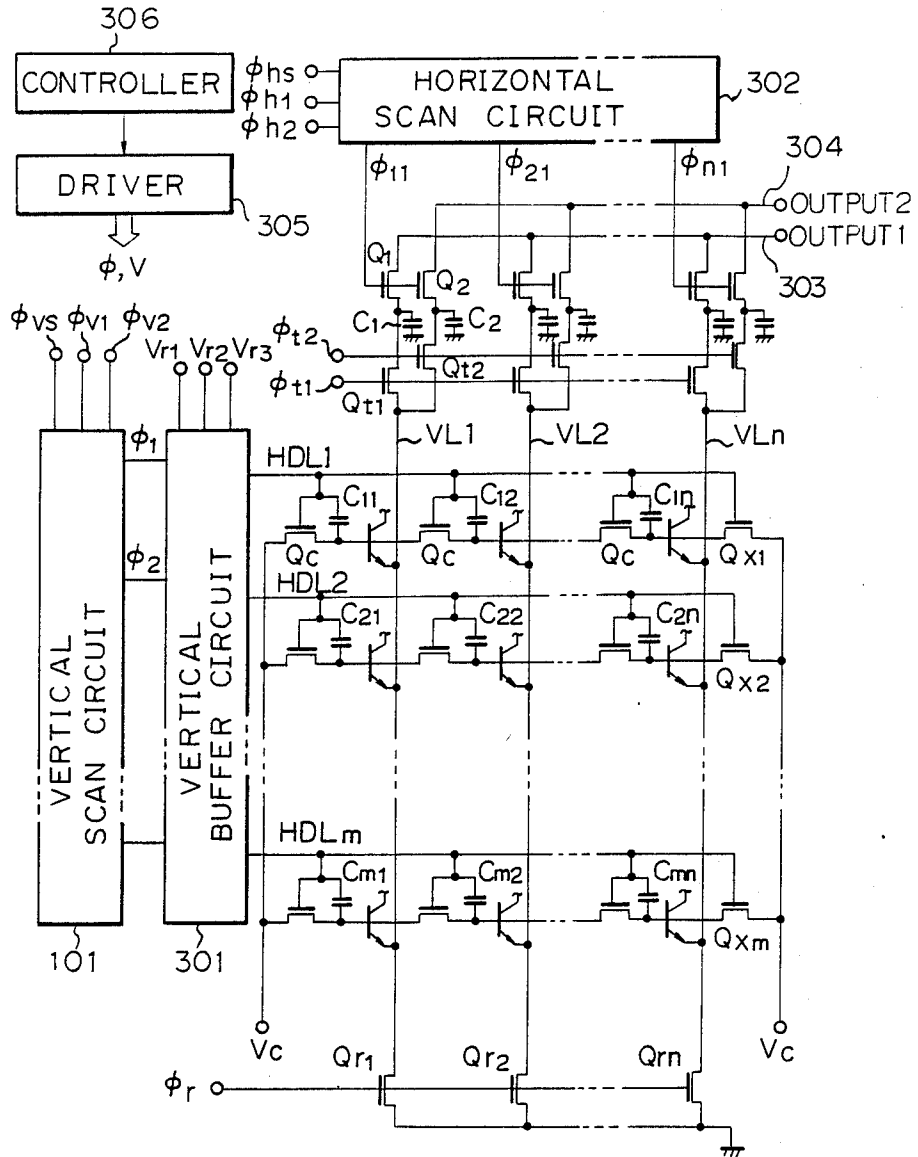 306
CONTROLLER
DRIVER
305
ϕ,V
ϕhs
ϕh1
ϕh2
HORIZONTAL
SCAN CIRCUIT
302
ϕ11
ϕ21
ϕn1
304
OUTPUT2
OUTPUT1
303
Q1
Q2
C1
C2
ϕt2
Qt2
ϕt1
Qt1
ϕvs
ϕv1
ϕv2
Vr1
Vr2
Vr3
VL1
VL2
VLn
ϕ1
HDL1
C11
C12
C1n
Qc
Qc
Qc
Qx1
ϕ2
HDL2
C21
C22
C2n
Qx2
VERTICAL
SCAN CIRCUIT
VERTICAL
BUFFER CIRCUIT
HDLm
Cm1
Cm2
Cmn
Qxm
101
301
Vc
Vc
Qr1
Qr2
Qrn
ϕr